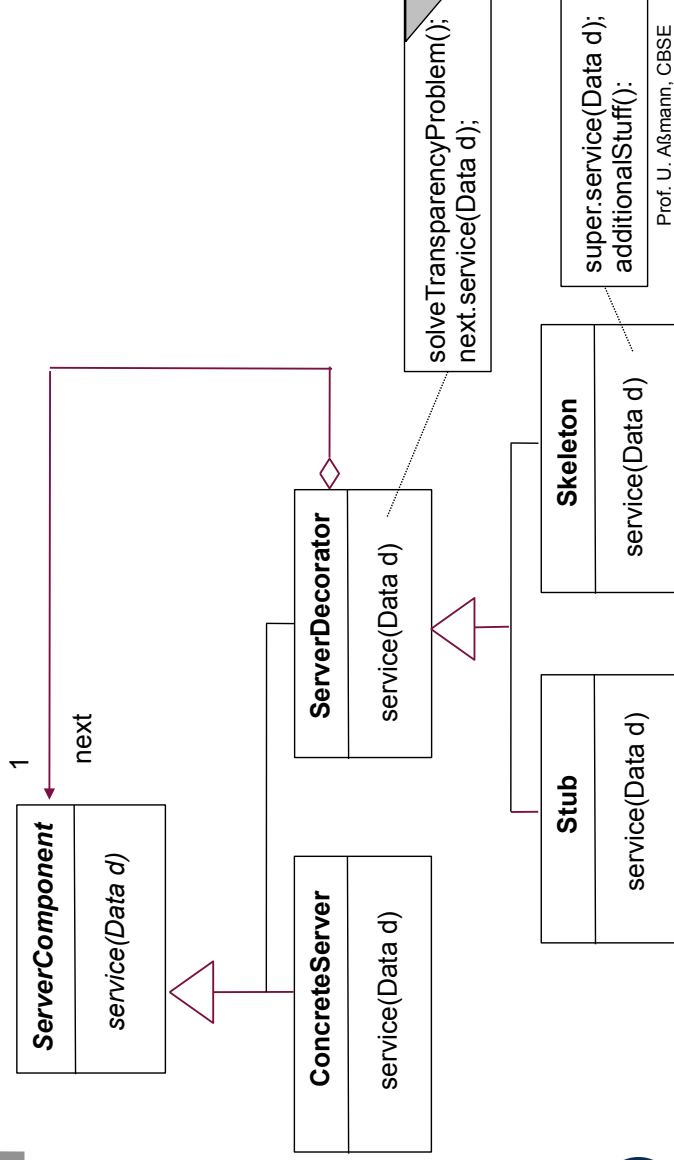 1
next
ServerComponent
service(Data d)
ConcreteServer
service(Data d)
ServerDecorator
service(Data d)
solveTransparencyProblem();
next.service(Data d);
Stub
service(Data d)
Skeleton
service(Data d)
super.service(Data d);
additionalStuff():
Prof. U. Aßmann, CBSE